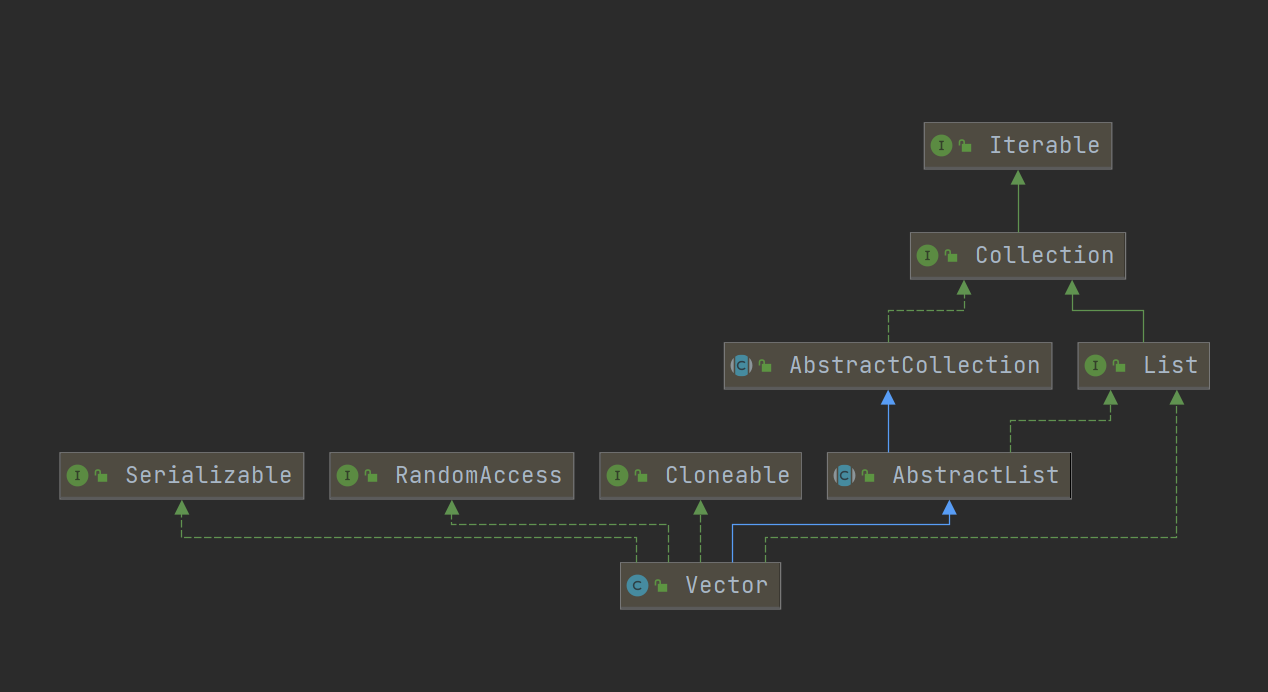 I Iterable
I Collection
C AbstractCollection
I List
I Serializable
I RandomAccess
I Cloneable
C AbstractList
C Vector